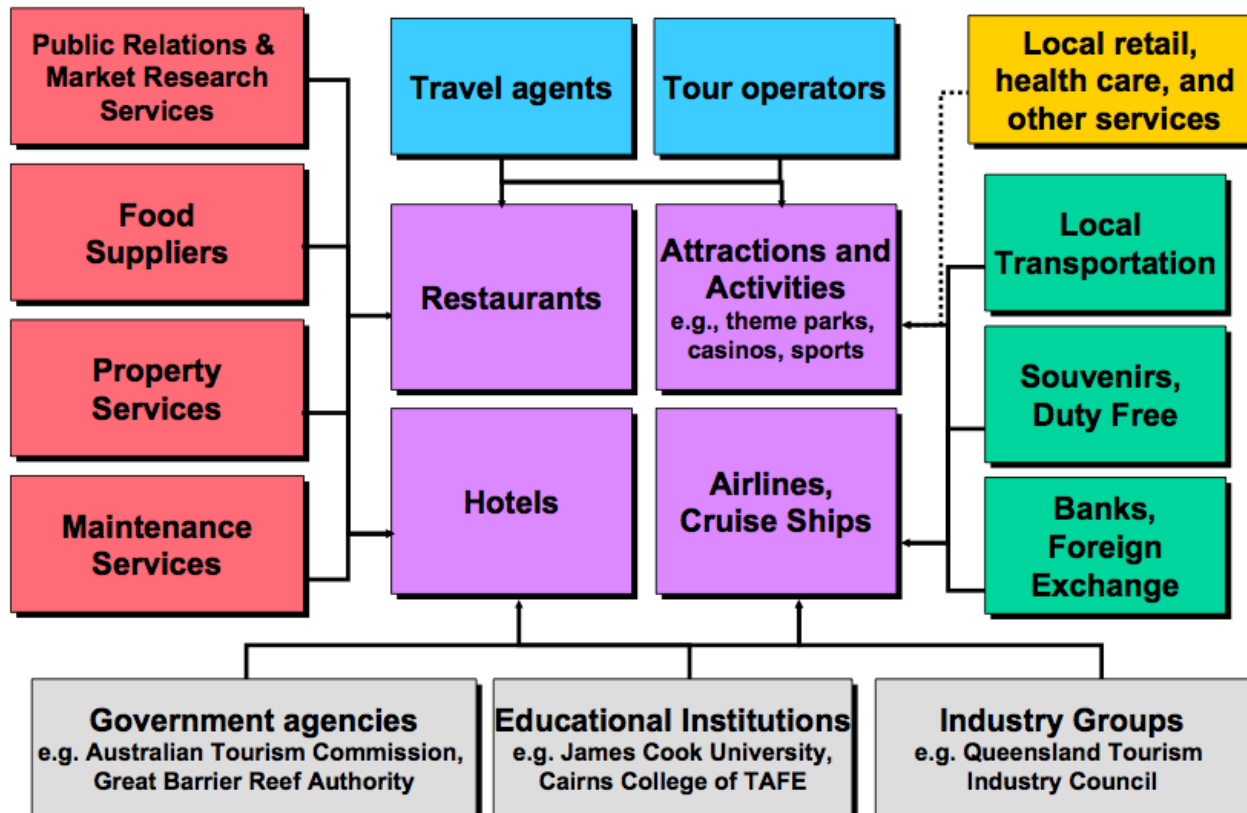 Public Relations &
Market Research
Services
Travel agents
Tour operators
Local retail,
health care, and
other services
Food
Suppliers
Restaurants
Attractions and
Activities
e.g., theme parks,
casinos, sports
Local
Transportation
Property
Services
Souvenirs,
Duty Free
Maintenance
Services
Hotels
Airlines,
Cruise Ships
Banks,
Foreign
Exchange
Government agencies
e.g. Australian Tourism Commission,
Great Barrier Reef Authority
Educational Institutions
e.g. James Cook University,
Cairns College of TAFE
Industry Groups
e.g. Queensland Tourism
Industry Council